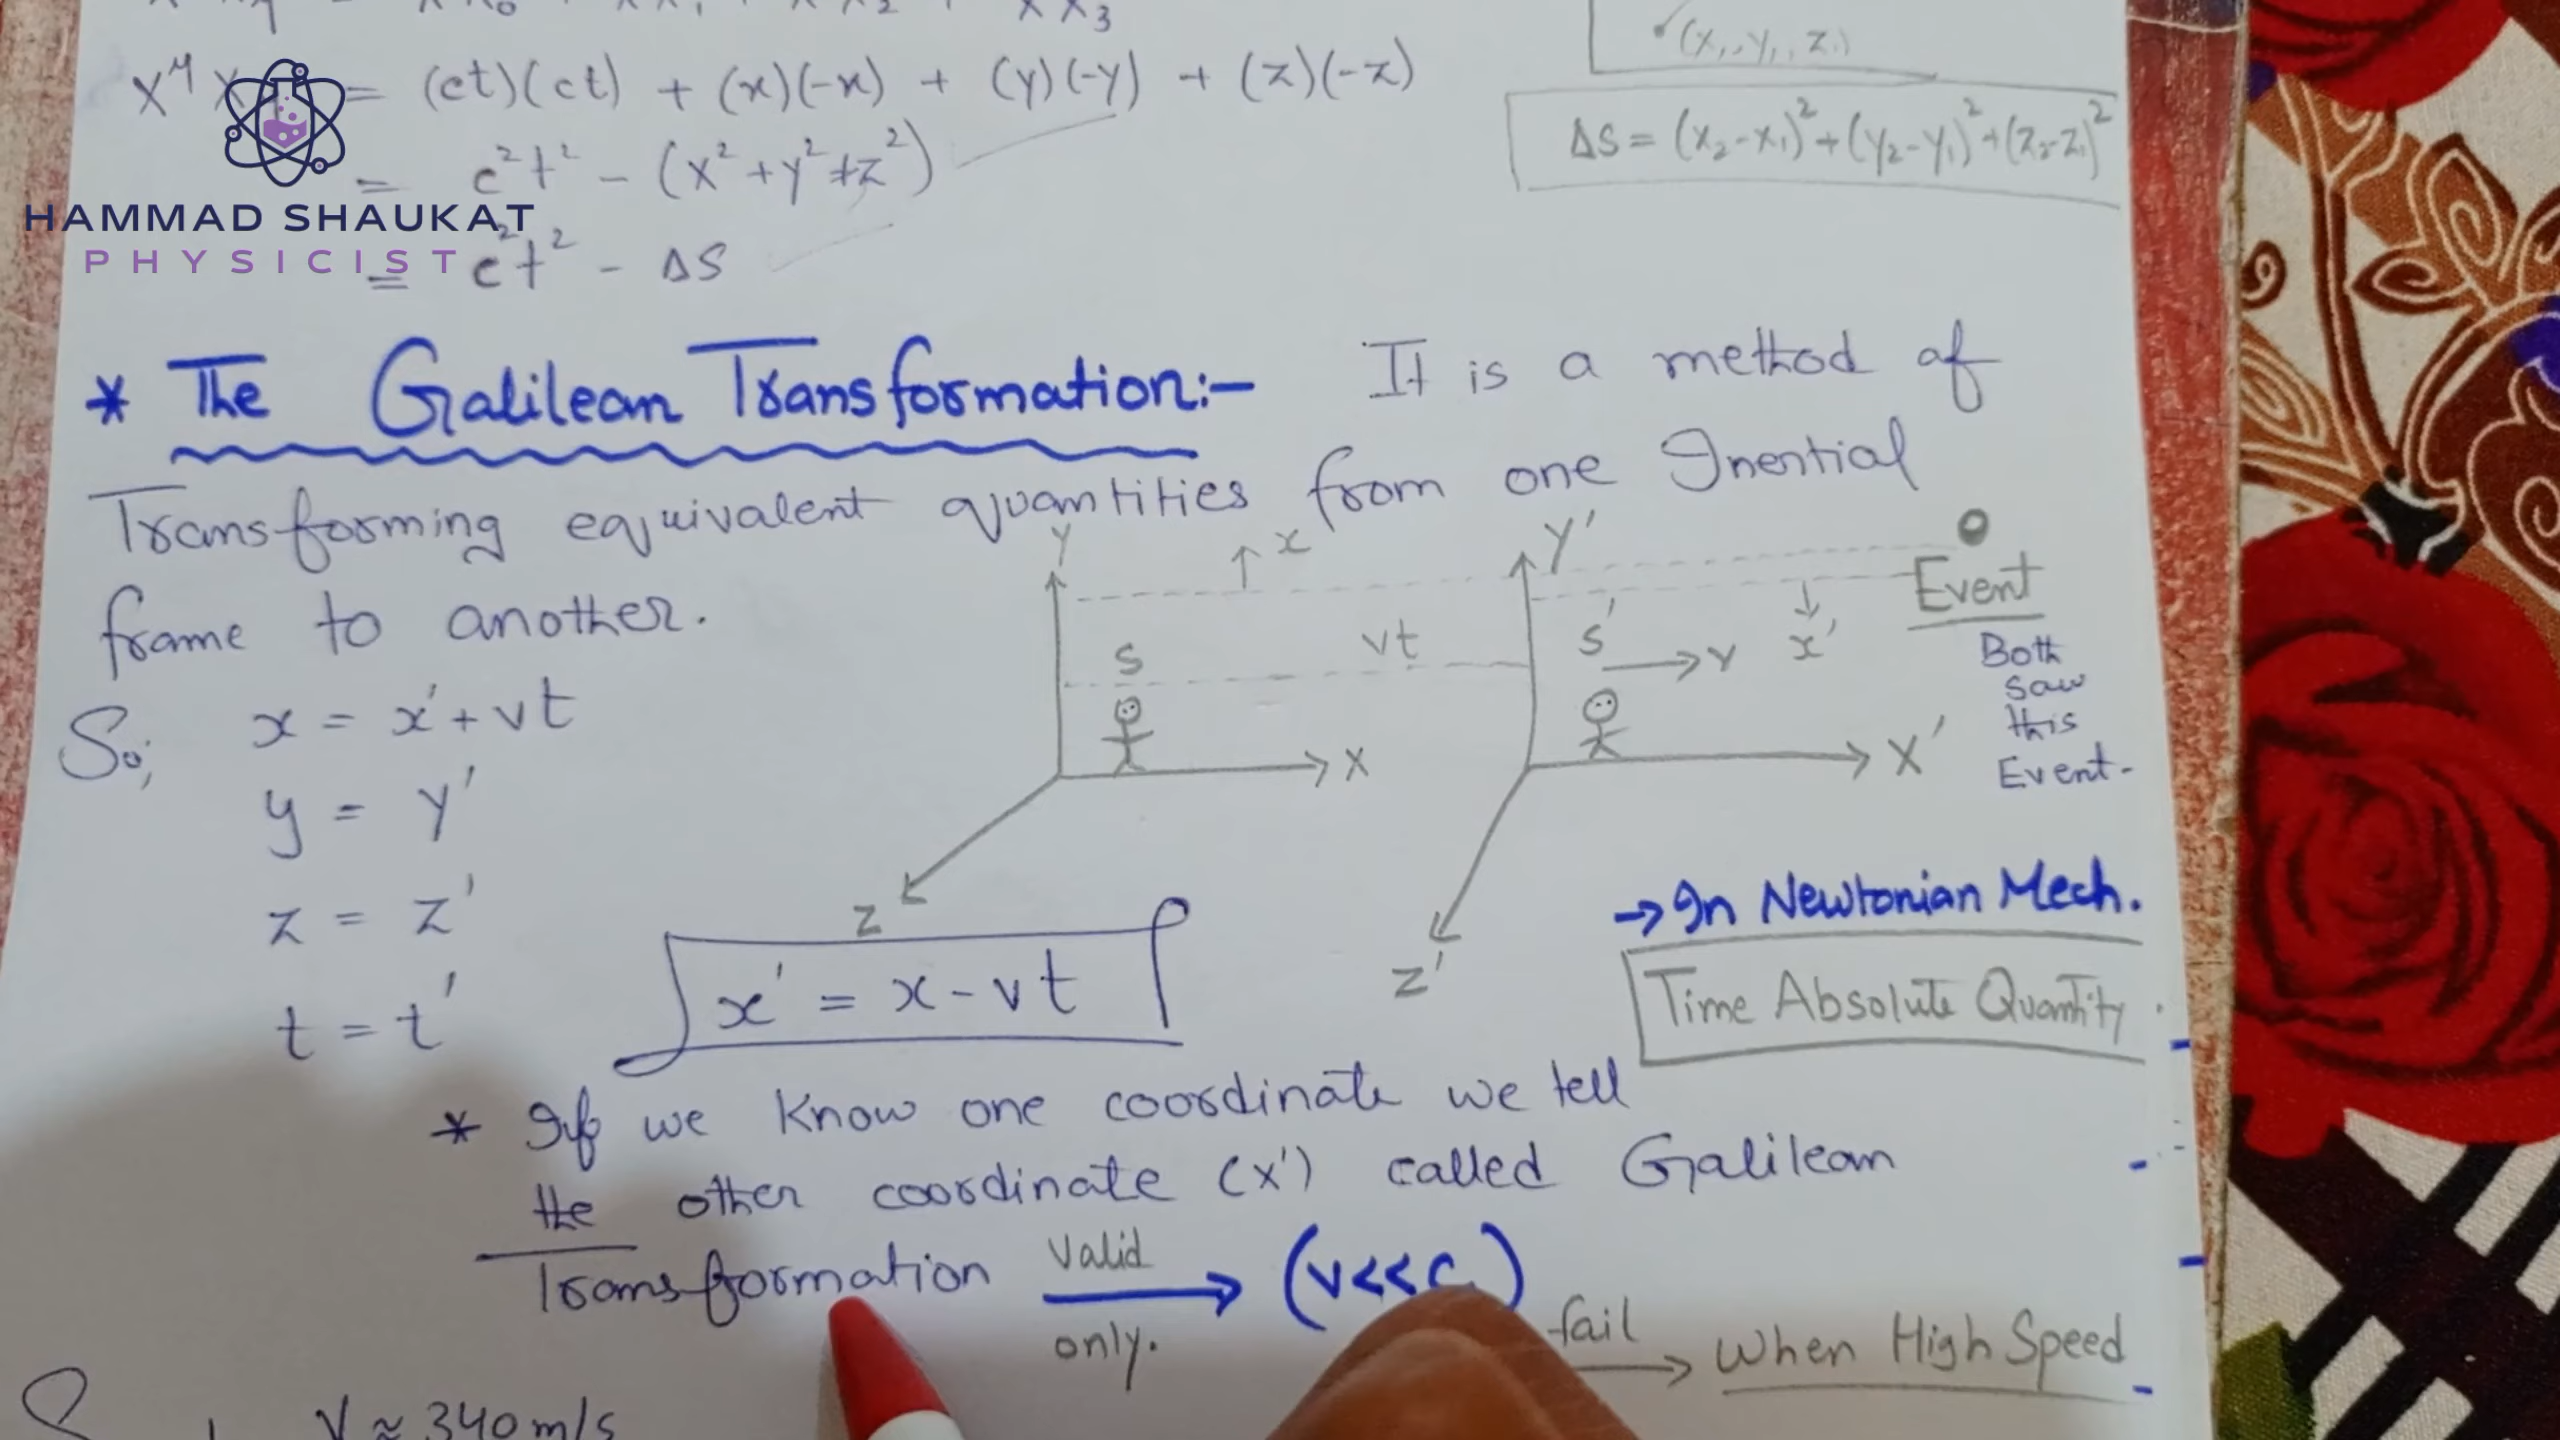 (x₁, y₁, z₁)
= (ct)(ct) + (x)(-x) + (y)(-y) + (z)(-z)
= c²t² - (x² + y² + z²)
= c²t² - ΔS
ΔS = (x₂-x₁)² + (y₂-y₁)² + (z₂-z₁)²
HAMMAD SHAUKAT
PHYSICIST
* The Galilean Transformation:- It is a method of
Transforming equivalent quantities from one Inertial
frame to another.
So,
x = x' + vt
y = y'
z = z'
t = t'
Y
x
S
vt
X
Z
Y'
S'
v
x'
X'
Z'
Event
Both
saw
this
Event-
x' = x - vt
→ In Newtonian Mech.
Time Absolute Quantity.
* If we know one coordinate we tell
the other coordinate (x') called Galilean
Transformation
valid
only.
(v<<c)
fail
→ when High Speed
V ≈ 340 m/s